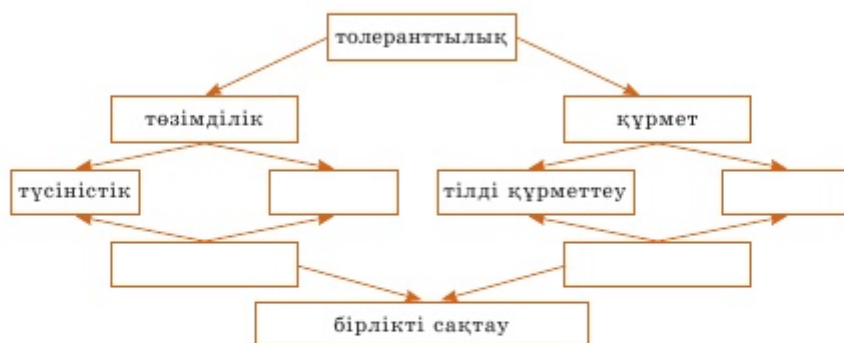 толеранттылық
төзімділік
құрмет
түсіністік
тілді құрметтеу
бірлікті сақтау